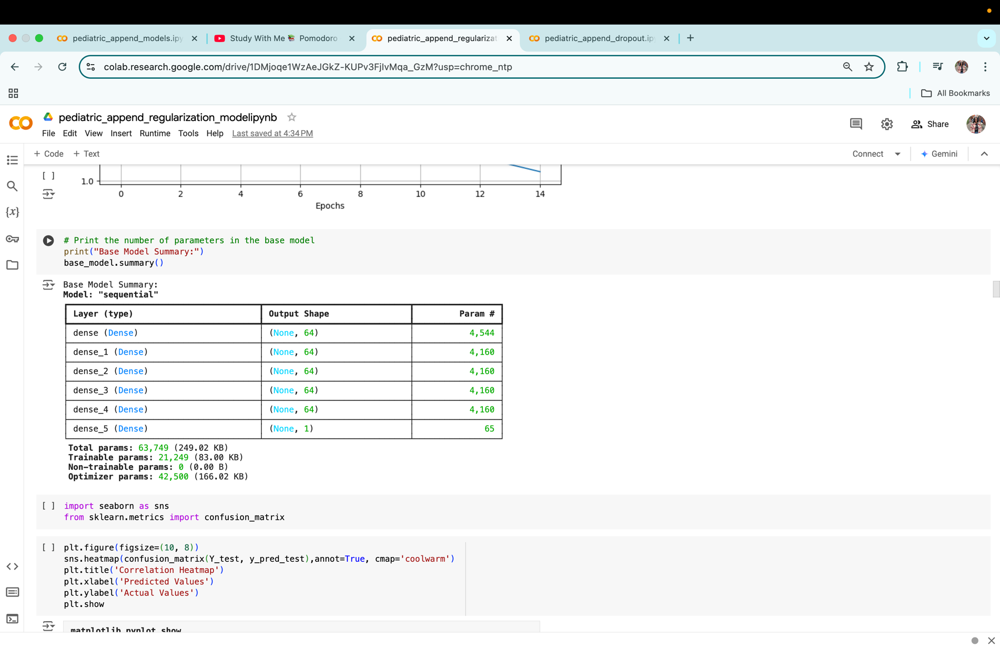 pediatric_append_models.ipy
Study With Me 📚 Pomodoro
pediatric_append_regularizat
pediatric_append_dropout.ip
colab.research.google.com/drive/1DMjoqe1WzAeJGkZ-KUPv3FjIvMqa_GzM?usp=chrome_ntp
All Bookmarks
pediatric_append_regularization_modelipynb
File Edit View Insert Runtime Tools Help Last saved at 4:34 PM
Share
+ Code + Text
Connect
Gemini
[ ]
1.0
0 2 4 6 8 10 12 14
Epochs
# Print the number of parameters in the base model
print("Base Model Summary:")
base_model.summary()
Base Model Summary:
Model: "sequential"
Layer (type) Output Shape Param #
dense (Dense) (None, 64) 4,544
dense_1 (Dense) (None, 64) 4,160
dense_2 (Dense) (None, 64) 4,160
dense_3 (Dense) (None, 64) 4,160
dense_4 (Dense) (None, 64) 4,160
dense_5 (Dense) (None, 1) 65
Total params: 63,749 (249.02 KB)
Trainable params: 21,249 (83.00 KB)
Non-trainable params: 0 (0.00 B)
Optimizer params: 42,500 (166.02 KB)
[ ] import seaborn as sns
from sklearn.metrics import confusion_matrix
[ ] plt.figure(figsize=(10, 8))
sns.heatmap(confusion_matrix(Y_test, y_pred_test),annot=True, cmap='coolwarm')
plt.title('Correlation Heatmap')
plt.xlabel('Predicted Values')
plt.ylabel('Actual Values')
plt.show
matplotlib.pyplot.show